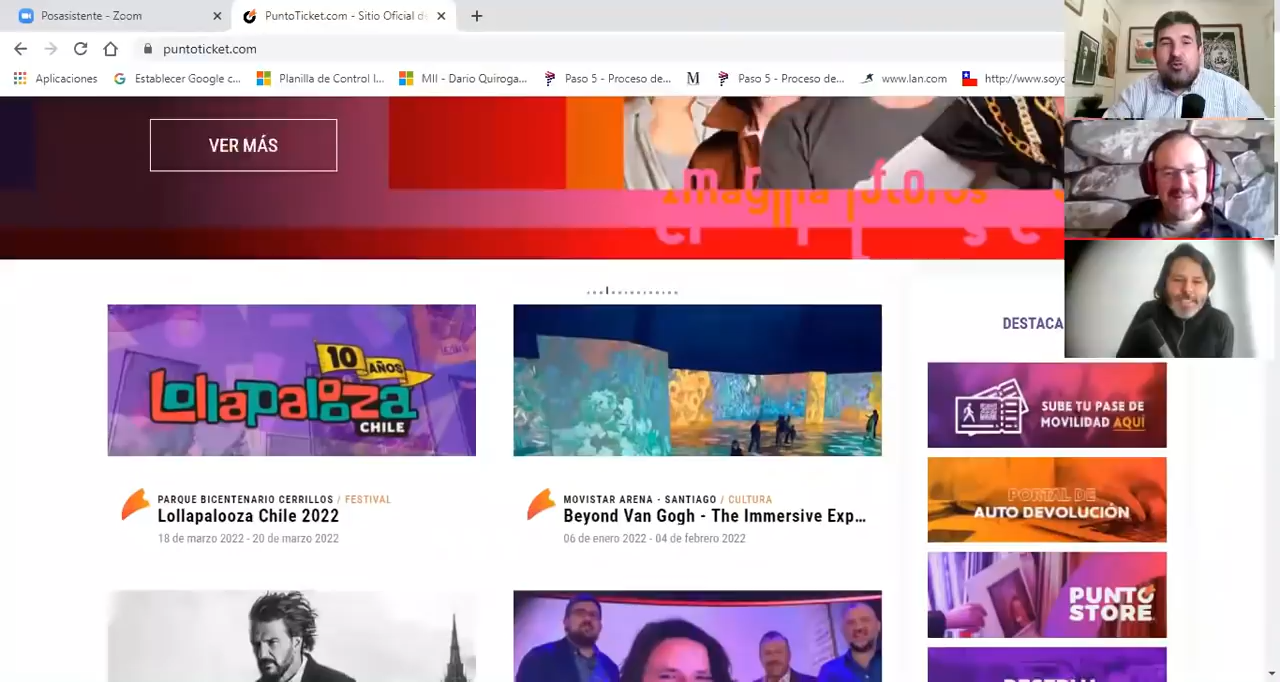 Posasistente - Zoom
PuntoTicket.com - Sitio Oficial de
puntoticket.com
Aplicaciones
Establecer Google c...
Planilla de Control I...
MII - Dario Quiroga...
Paso 5 - Proceso de...
M
Paso 5 - Proceso de...
www.lan.com
http://www.soyc
VER MÁS
imagina futuros
10 AÑOS
Lollapalooza
CHILE
PARQUE BICENTENARIO CERRILLOS / FESTIVAL
Lollapalooza Chile 2022
18 de marzo 2022 - 20 de marzo 2022
MOVISTAR ARENA - SANTIAGO / CULTURA
Beyond Van Gogh - The Immersive Exp...
06 de enero 2022 - 04 de febrero 2022
DESTACA
SUBE TU PASE DE
MOVILIDAD AQUÍ
PORTAL DE
AUTO DEVOLUCIÓN
PUNTO
STORE